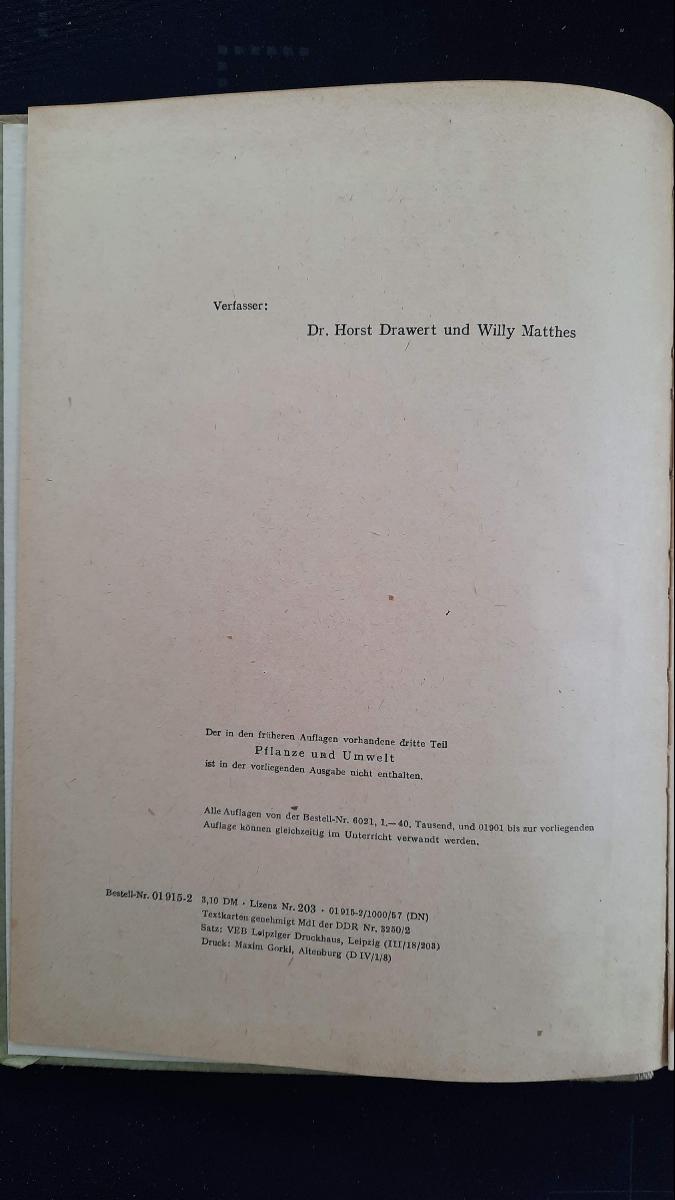 Verfasser:
Dr. Horst Drawert und Willy Matthes
Der in den früheren Auflagen vorhandene dritte Teil
Pflanze und Umwelt
ist in der vorliegenden Ausgabe nicht enthalten.
Alle Auflagen von der Bestell-Nr. 6021, 1.—40. Tausend, und 01901 bis zur vorliegenden
Auflage können gleichzeitig im Unterricht verwandt werden.
Bestell-Nr. 01 915-2 3,10 DM · Lizenz Nr. 203 · 01 915-2/1000/57 (DN)
Textkarten genehmigt MdI der DDR Nr. 3250/2
Satz: VEB Leipziger Druckhaus, Leipzig (III/18/203)
Druck: Maxim Gorki, Altenburg (D IV/1/8)